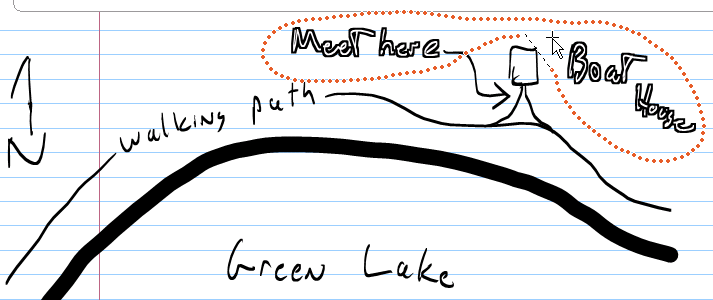 Meet here
Boat
House
walking path
N
Green Lake